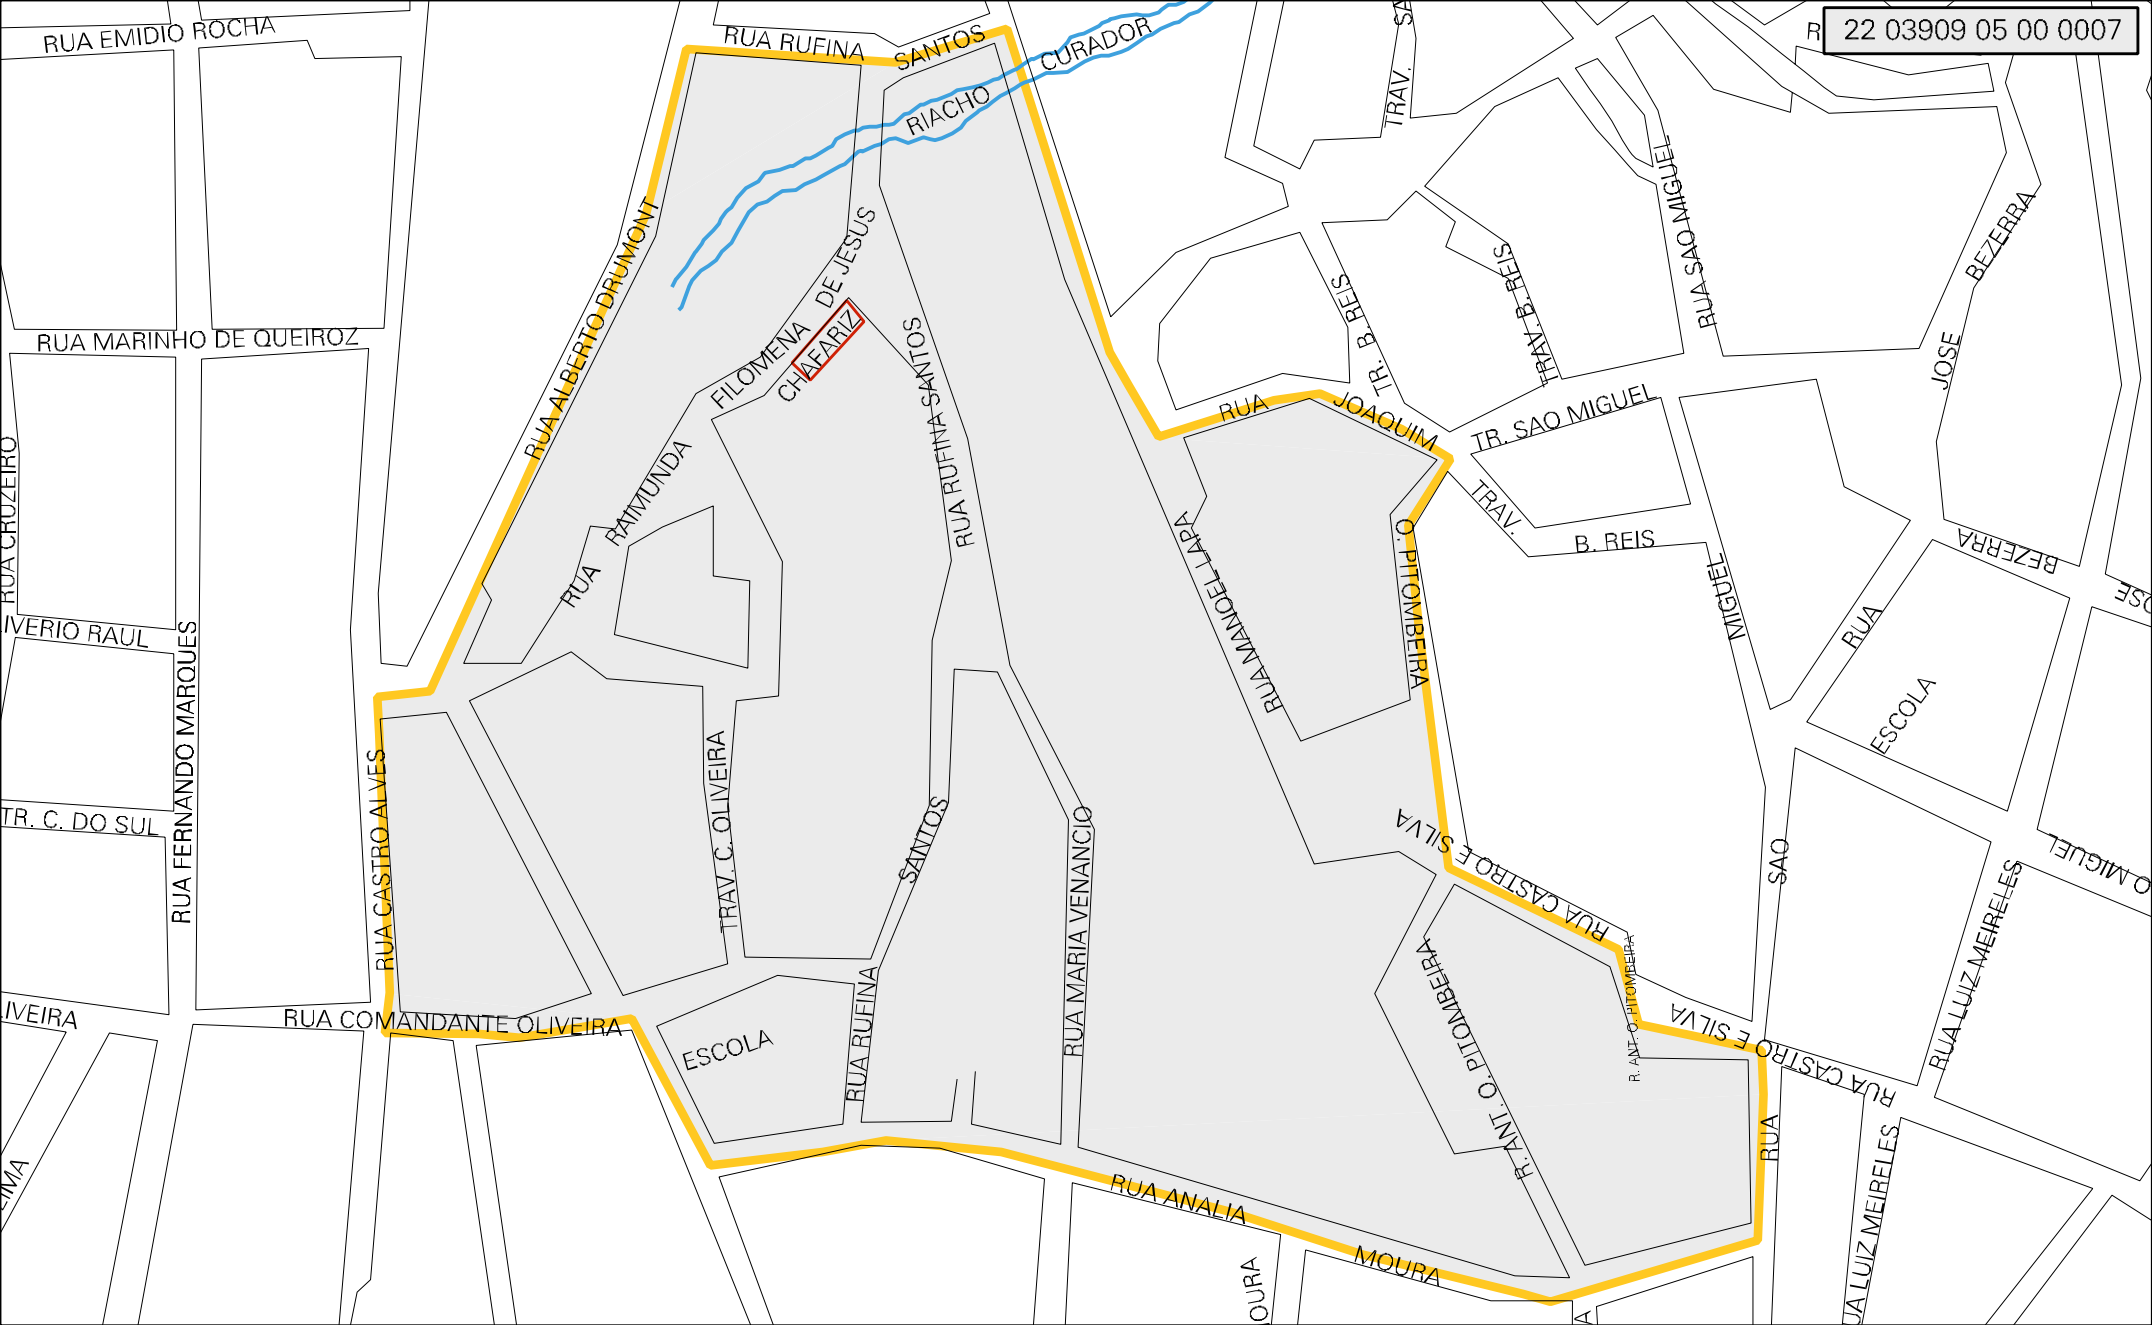 RUA EMIDIO ROCHA
RUA RUFINA SANTOS
RIACHO CURADOR
TRAV.
22 03909 05 00 0007
RUA ALBERTO DRUMONT
FILOMENA DE JESUS
CHAFARIZ
RUA RAIMUNDA
RUA RUFINA SANTOS
TR. B. REIS
TRAV. B. REIS
RUA SAO MIGUEL
JOSE BEZERRA
RUA MARINHO DE QUEIROZ
RUA CRUZEIRO
RUA JOAQUIM
TR. SAO MIGUEL
TRAV. B. REIS
O. PITOMBEIRA
RUA MANOEL LAPA
BEZERRA
MIGUEL
RUA
ESCOLA
IVERIO RAUL
RUA FERNANDO MARQUES
TR. C. DO SUL
RUA CASTRO ALVES
TRAV. C. OLIVEIRA
SANTOS
RUA MARIA VENANCIO
RUA CASTRO E SILVA
SAO
O MIGUEL
RUA LUIZ MEIRELES
R. ANT. O. PITOMBEIRA
R. ANT. O. PITOMBEIRA
RUA CASTRO E SILVA
IVEIRA
RUA COMANDANTE OLIVEIRA
ESCOLA
RUA RUFINA
RUA
RUA ANALIA MOURA
OURA
UA LUIZ MEIRELES